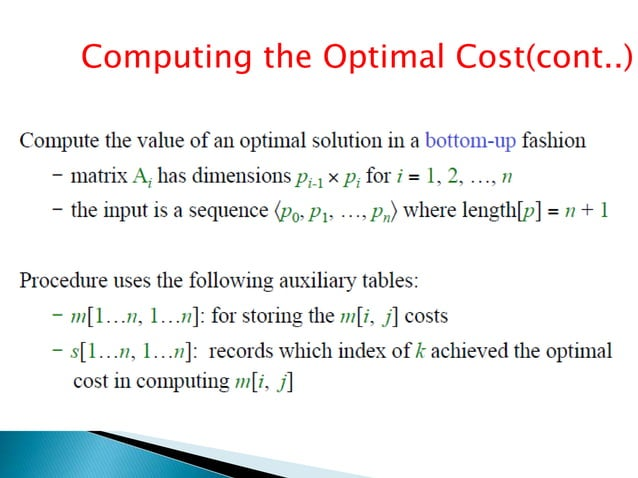 Computing the Optimal Cost(cont..)
Compute the value of an optimal solution in a bottom-up fashion
− matrix Aᵢ has dimensions pᵢ₋₁ × pᵢ for i = 1, 2, …, n
− the input is a sequence ⟨p₀, p₁, …, pₙ⟩ where length[p] = n + 1
Procedure uses the following auxiliary tables:
− m[1…n, 1…n]: for storing the m[i, j] costs
− s[1…n, 1…n]: records which index of k achieved the optimal
cost in computing m[i, j]